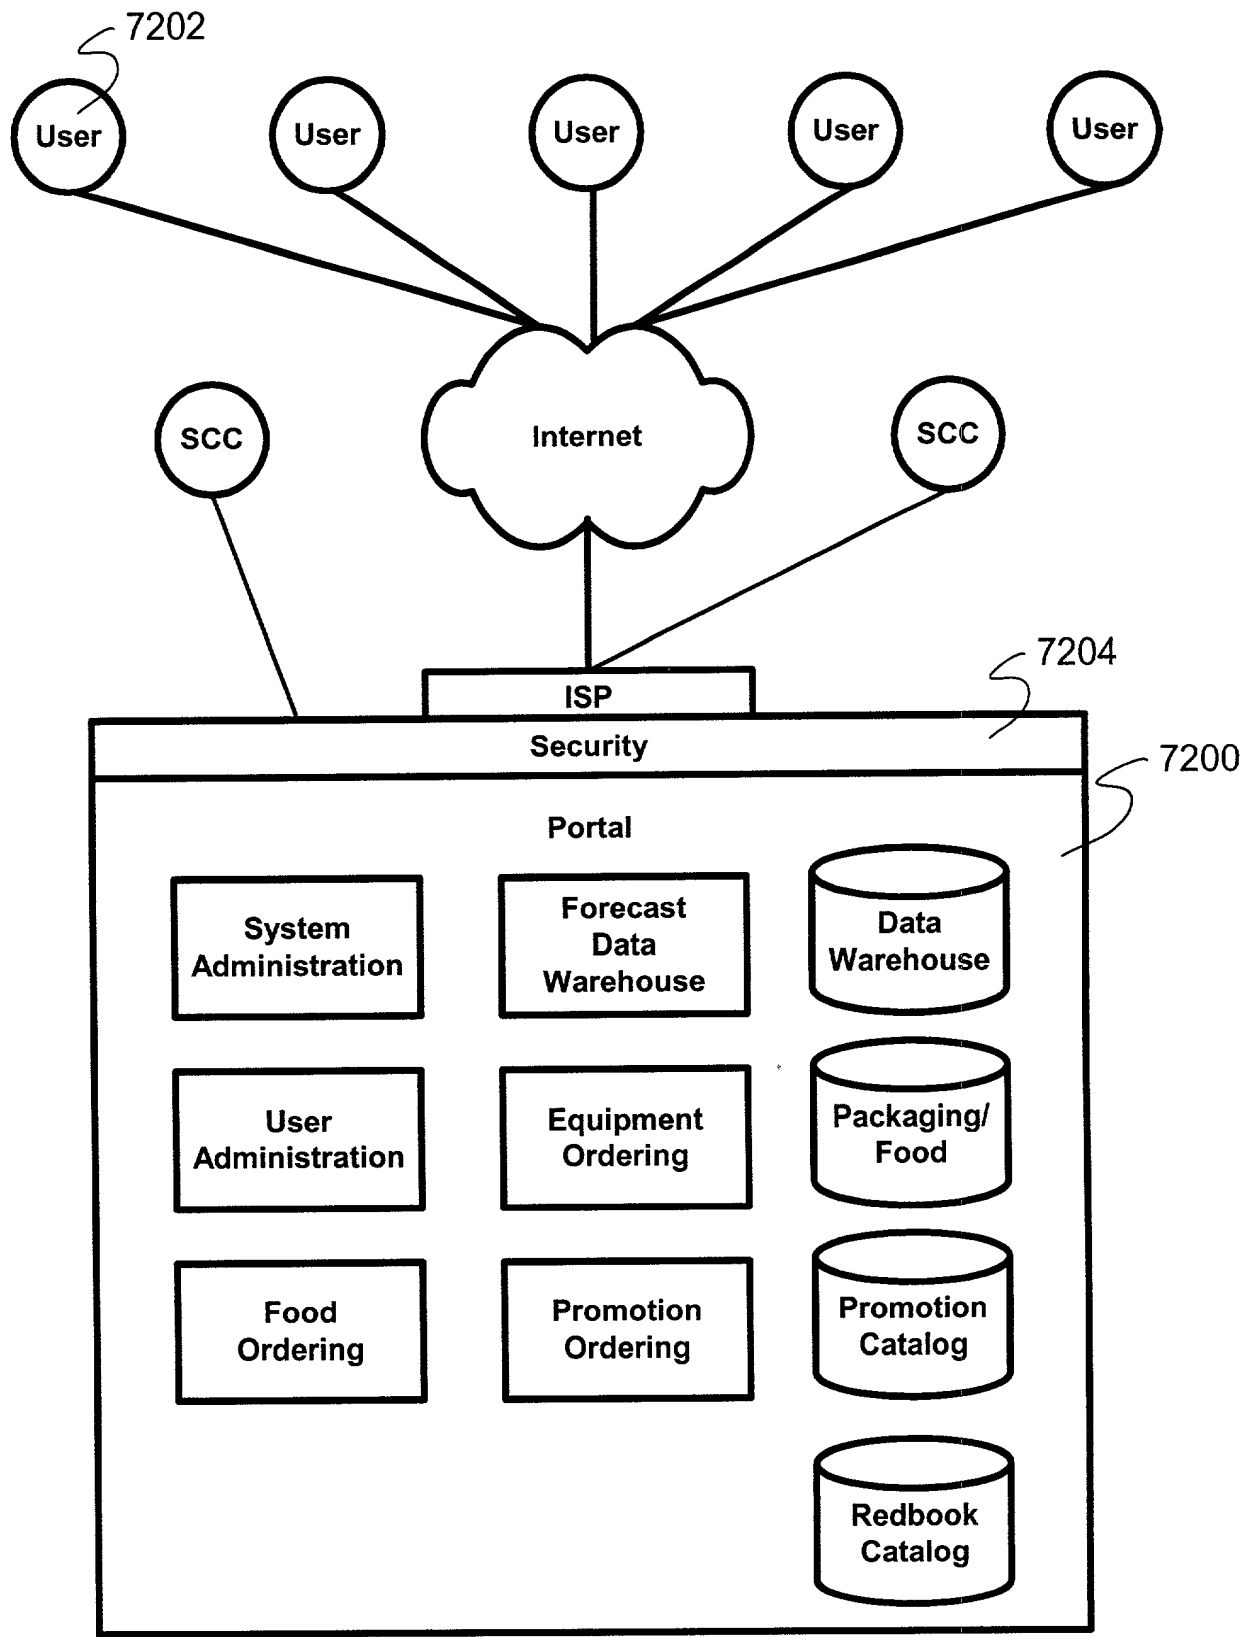 7202
User
User
User
User
User
SCC
Internet
SCC
7204
ISP
Security
7200
Portal
System
Administration
Forecast
Data
Warehouse
Data
Warehouse
User
Administration
Equipment
Ordering
Packaging/
Food
Food
Ordering
Promotion
Ordering
Promotion
Catalog
Redbook
Catalog